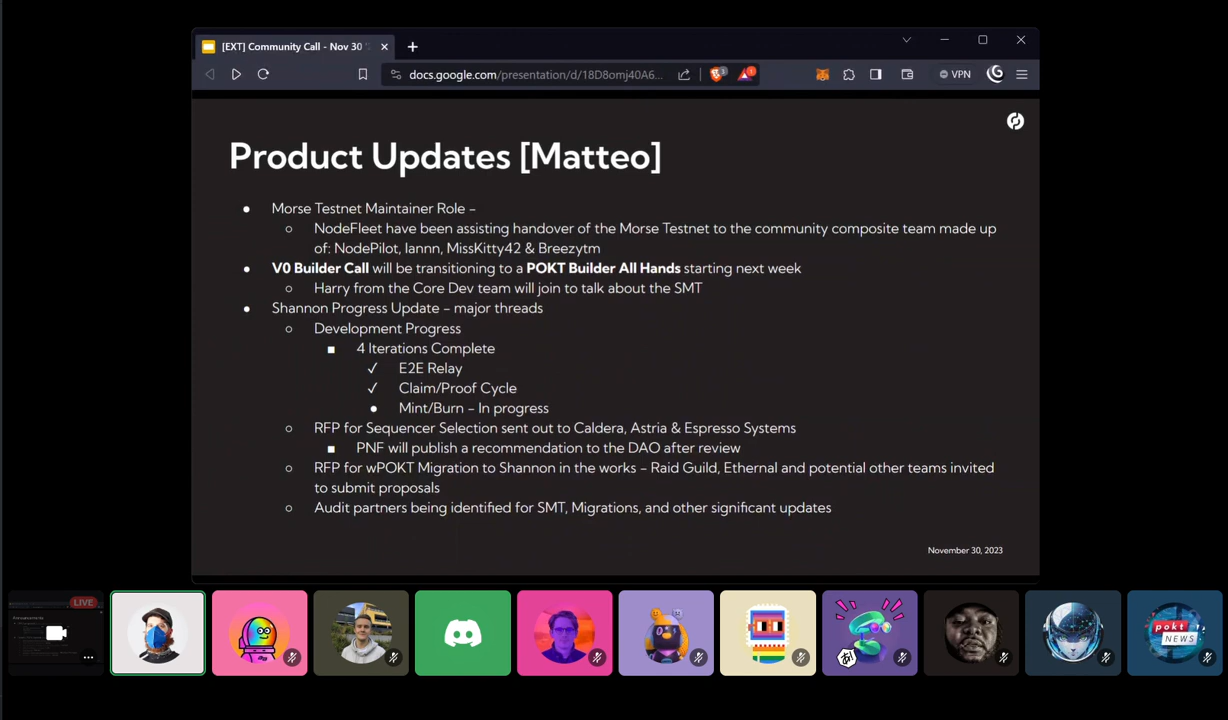 [EXT] Community Call - Nov 30 '
docs.google.com/presentation/d/18D8omj40A6...
1
1
VPN
Product Updates [Matteo]
Morse Testnet Maintainer Role –
NodeFleet have been assisting handover of the Morse Testnet to the community composite team made up
of: NodePilot, Iannn, MissKitty42 & Breezytm
V0 Builder Call will be transitioning to a POKT Builder All Hands starting next week
Harry from the Core Dev team will join to talk about the SMT
Shannon Progress Update – major threads
Development Progress
4 Iterations Complete
E2E Relay
Claim/Proof Cycle
Mint/Burn – In progress
RFP for Sequencer Selection sent out to Caldera, Astria & Espresso Systems
PNF will publish a recommendation to the DAO after review
RFP for wPOKT Migration to Shannon in the works – Raid Guild, Ethernal and potential other teams invited
to submit proposals
Audit partners being identified for SMT, Migrations, and other significant updates
November 30, 2023
LIVE
あ!
pokt
NEWS